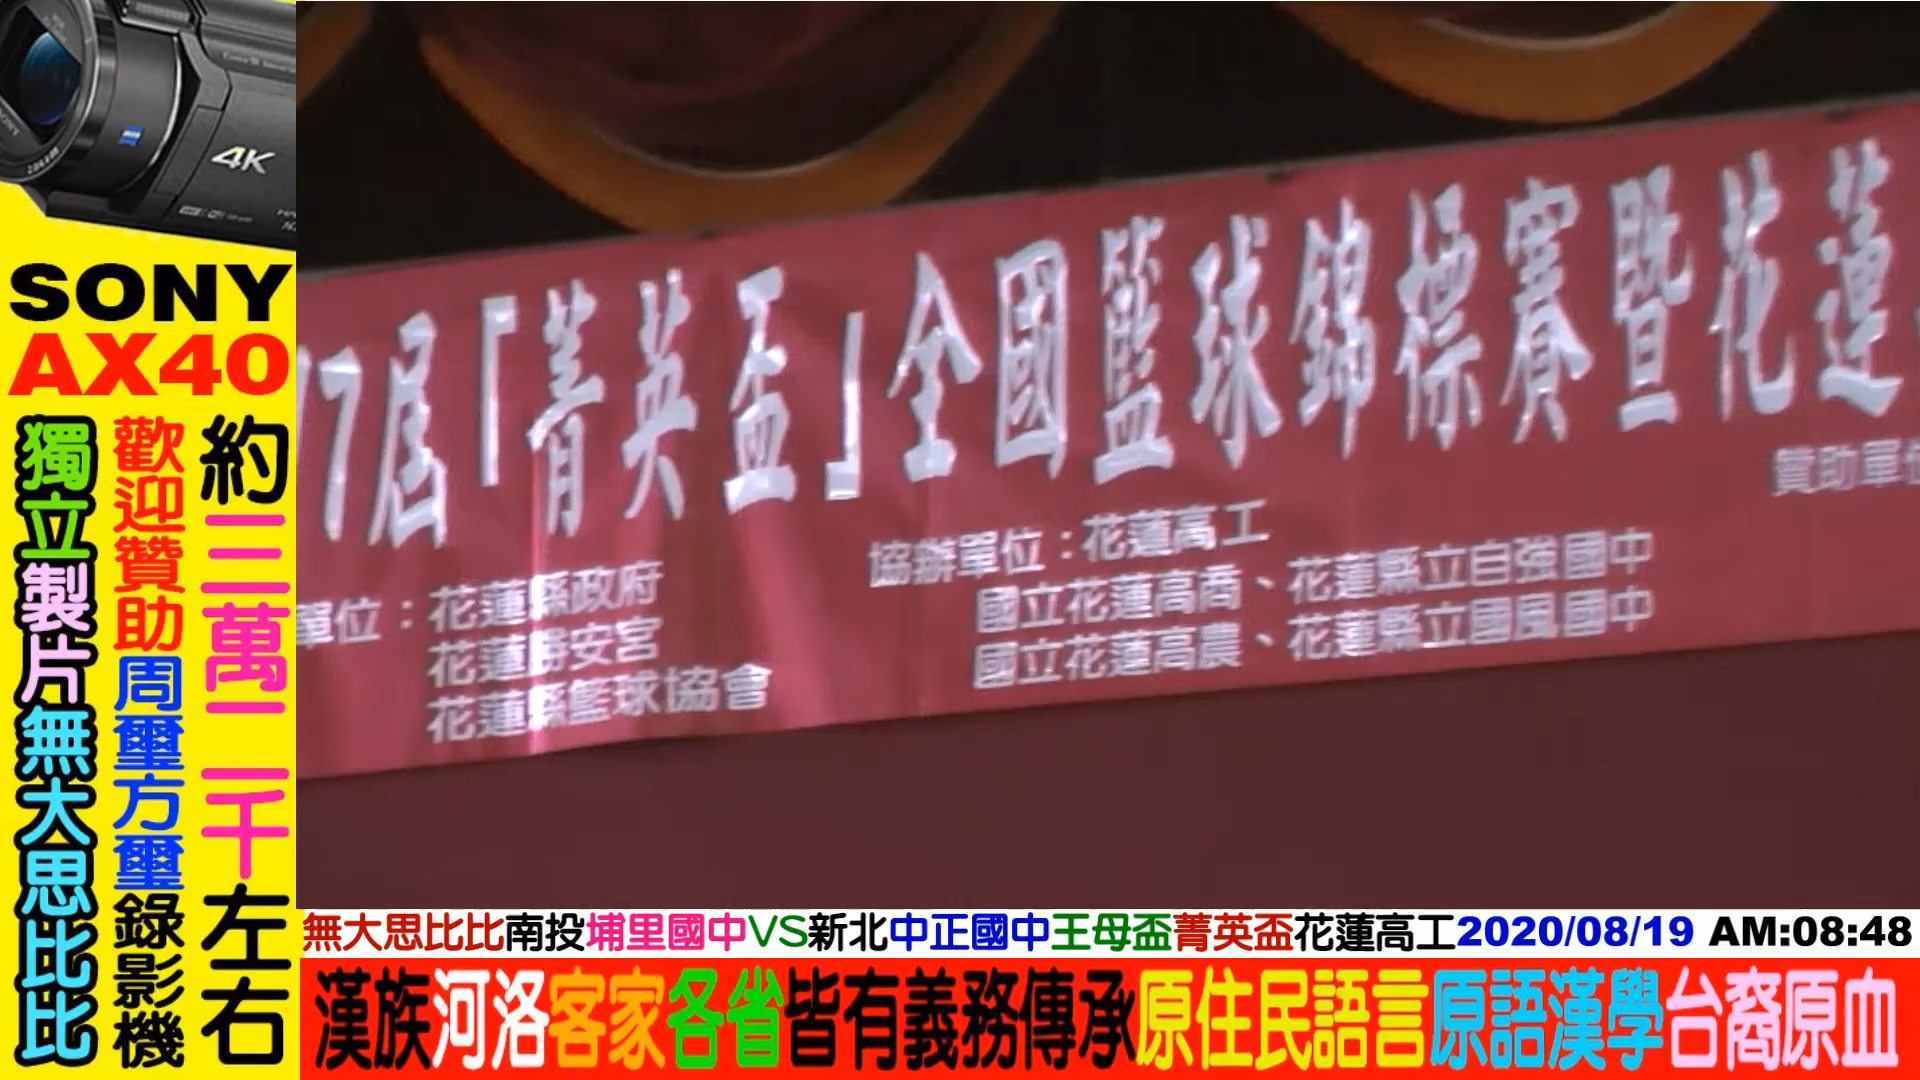 4K
SONY
AX40
約三萬二二千左右
歡迎贊助周璽方璽錄影機
獨立製片無大思比比
17屆「菁英盃」全國籃球錦標賽暨花蓮
單位：花蓮縣政府
花蓮勝安宮
花蓮縣籃球協會
協辦單位：花蓮高工
國立花蓮高商、花蓮縣立自強國中
國立花蓮高農、花蓮縣立國風國中
贊助單位
無大思比比南投埔里國中VS新北中正國中王母盃菁英盃花蓮高工2020/08/19 AM:08:48
漢族河洛客家各省皆有義務傳承原住民語言原語漢學台裔原血